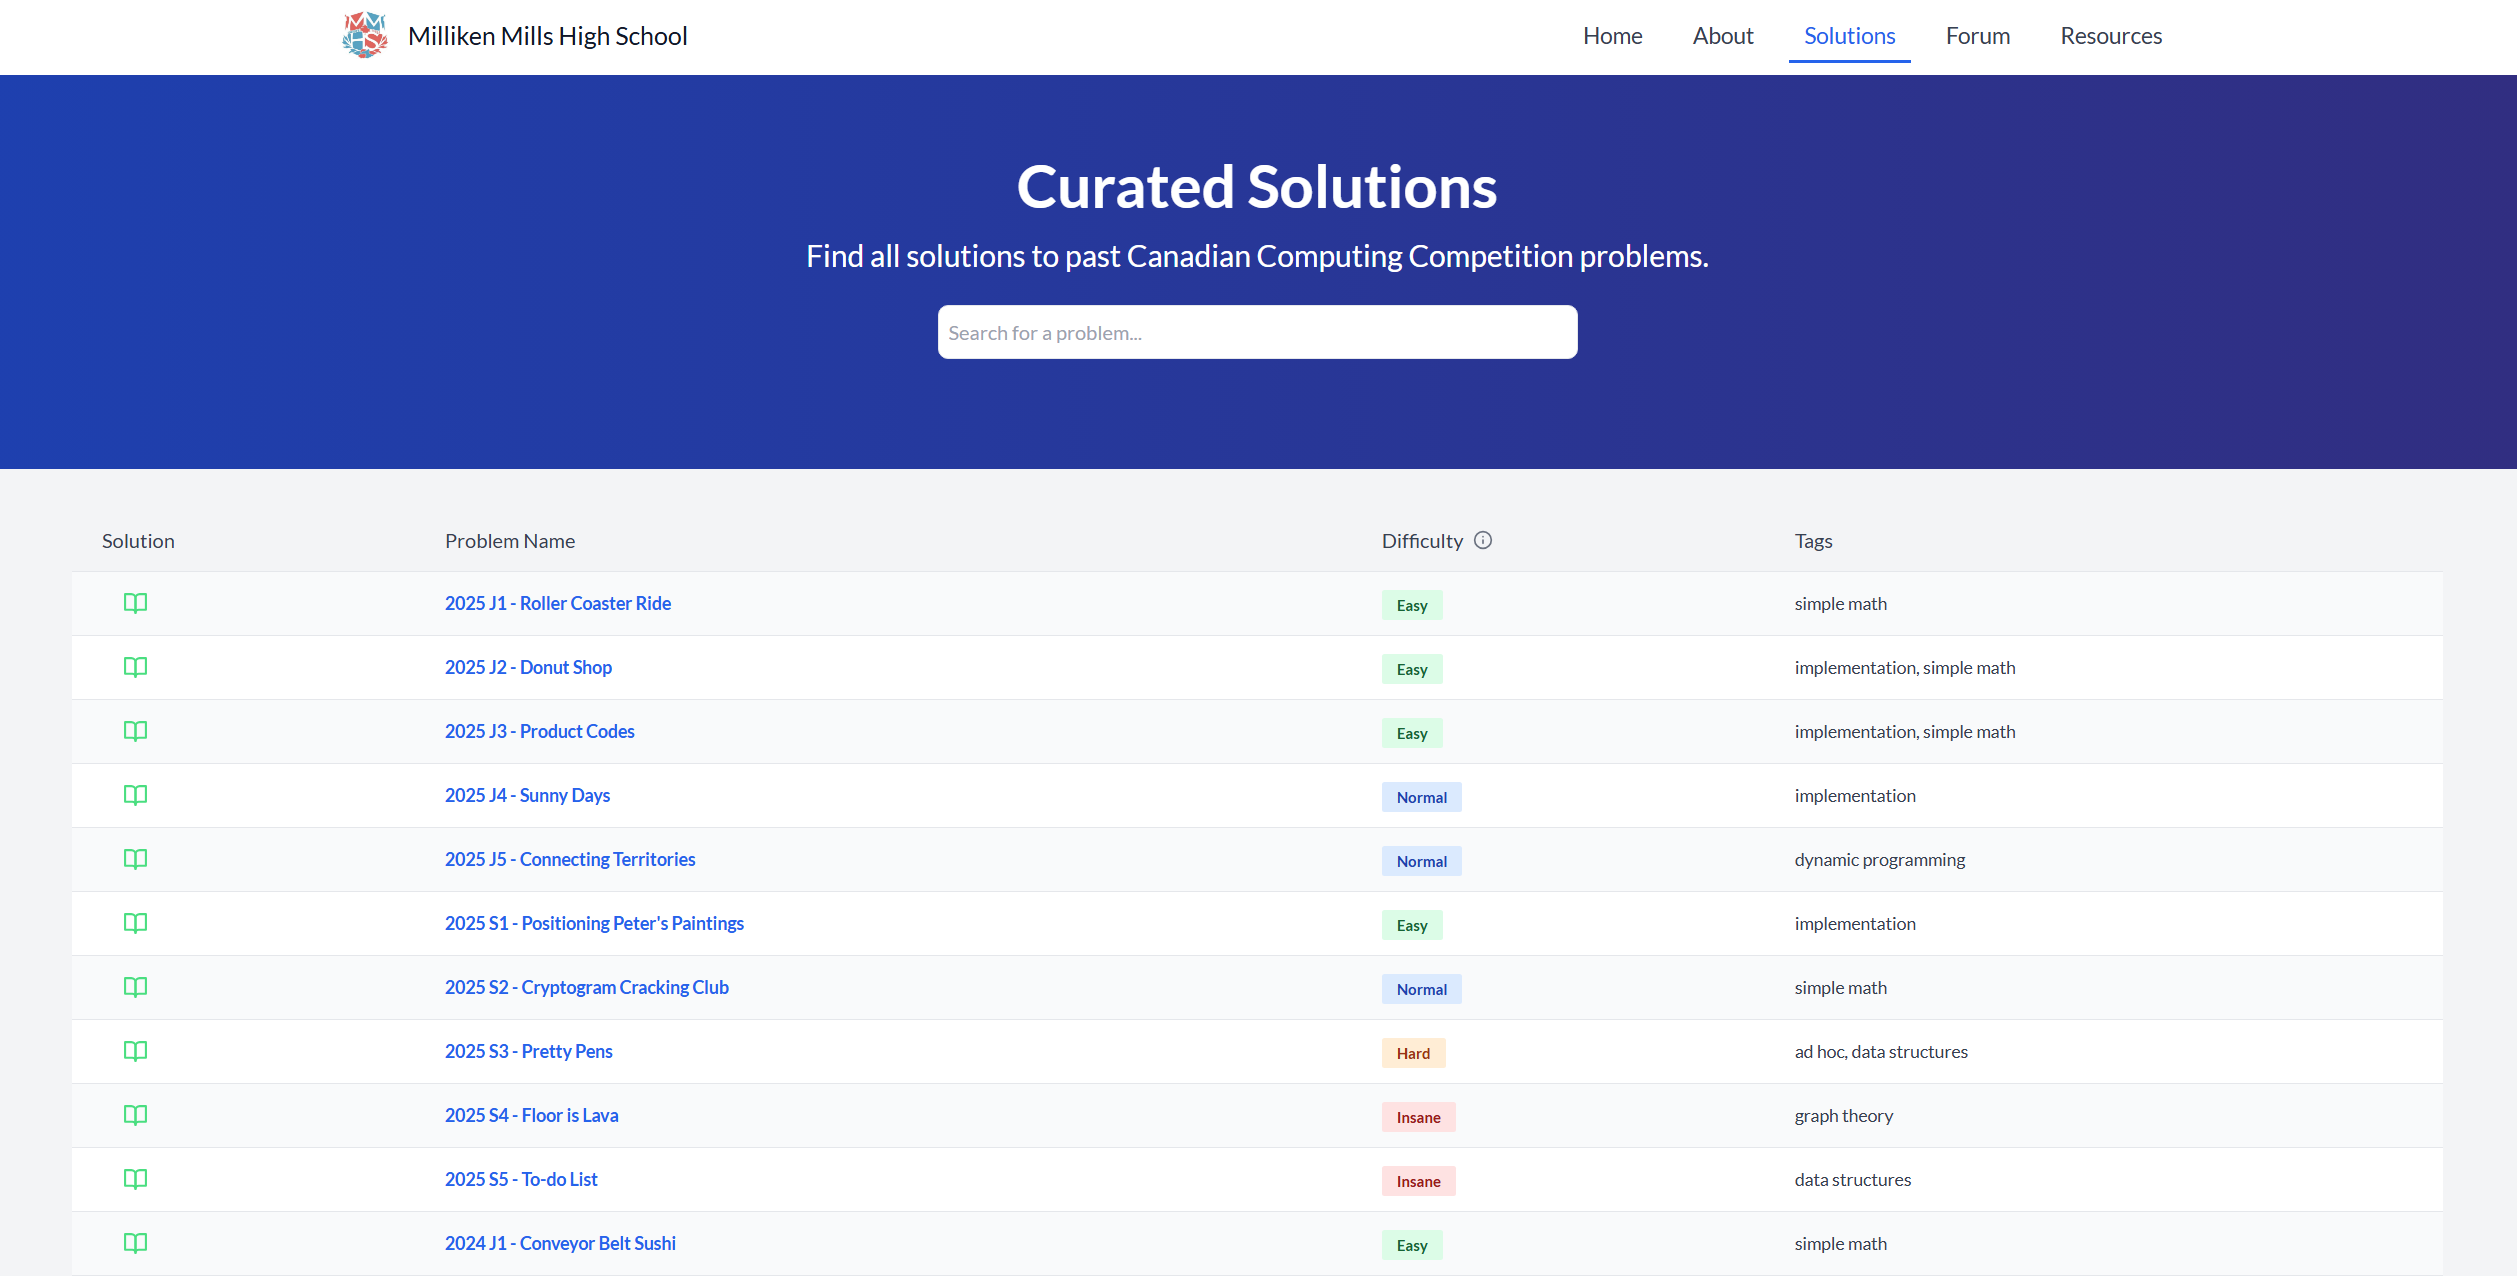 Milliken Mills High School
Home About Solutions Forum Resources
Curated Solutions
Find all solutions to past Canadian Computing Competition problems.
Search for a problem...
Solution Problem Name Difficulty Tags
2025 J1 - Roller Coaster Ride Easy simple math
2025 J2 - Donut Shop Easy implementation, simple math
2025 J3 - Product Codes Easy implementation, simple math
2025 J4 - Sunny Days Normal implementation
2025 J5 - Connecting Territories Normal dynamic programming
2025 S1 - Positioning Peter's Paintings Easy implementation
2025 S2 - Cryptogram Cracking Club Normal simple math
2025 S3 - Pretty Pens Hard ad hoc, data structures
2025 S4 - Floor is Lava Insane graph theory
2025 S5 - To-do List Insane data structures
2024 J1 - Conveyor Belt Sushi Easy simple math